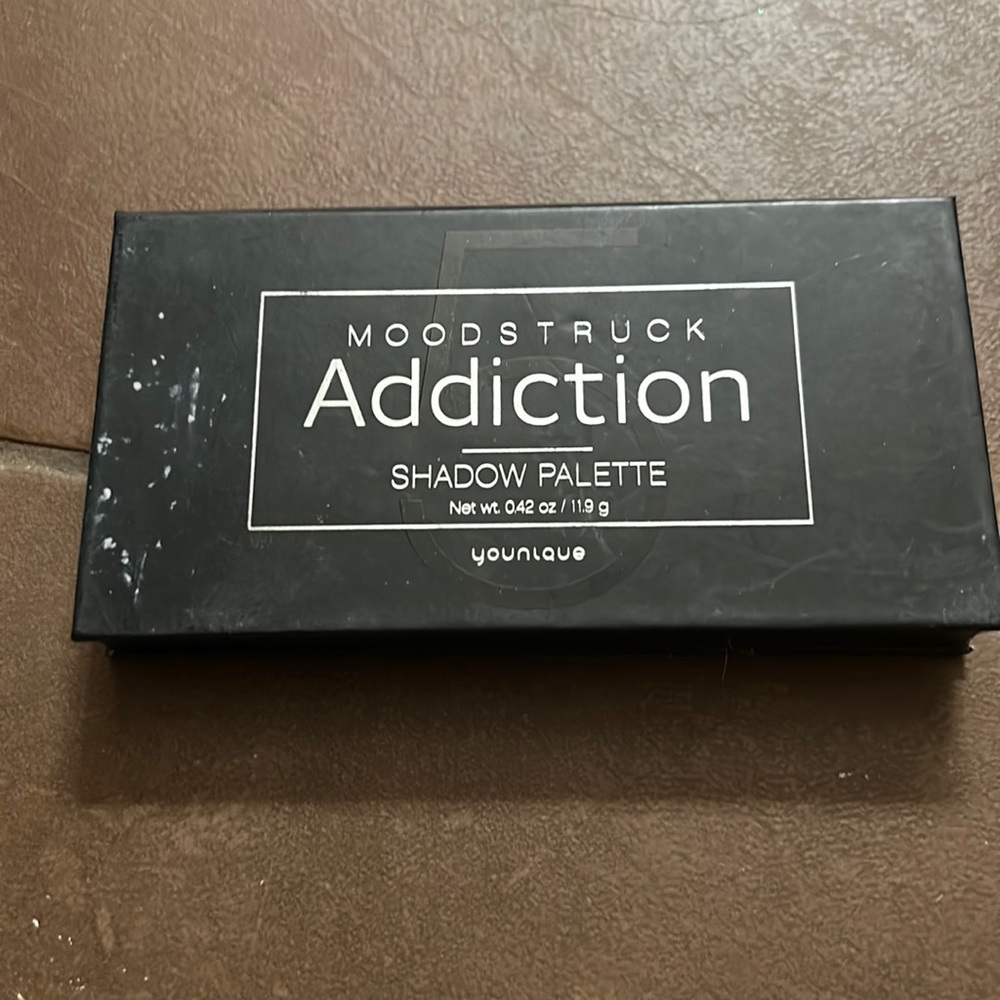 MOODSTRUCK
Addiction
SHADOW PALETTE
Net wt. 0.42 oz / 11.9 g
younique